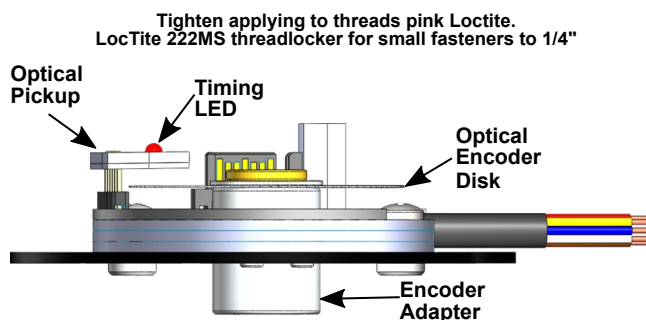 Tighten applying to threads pink Loctite.
LocTite 222MS threadlocker for small fasteners to 1/4"
Optical
Pickup
Timing
LED
Optical
Encoder
Disk
Encoder
Adapter